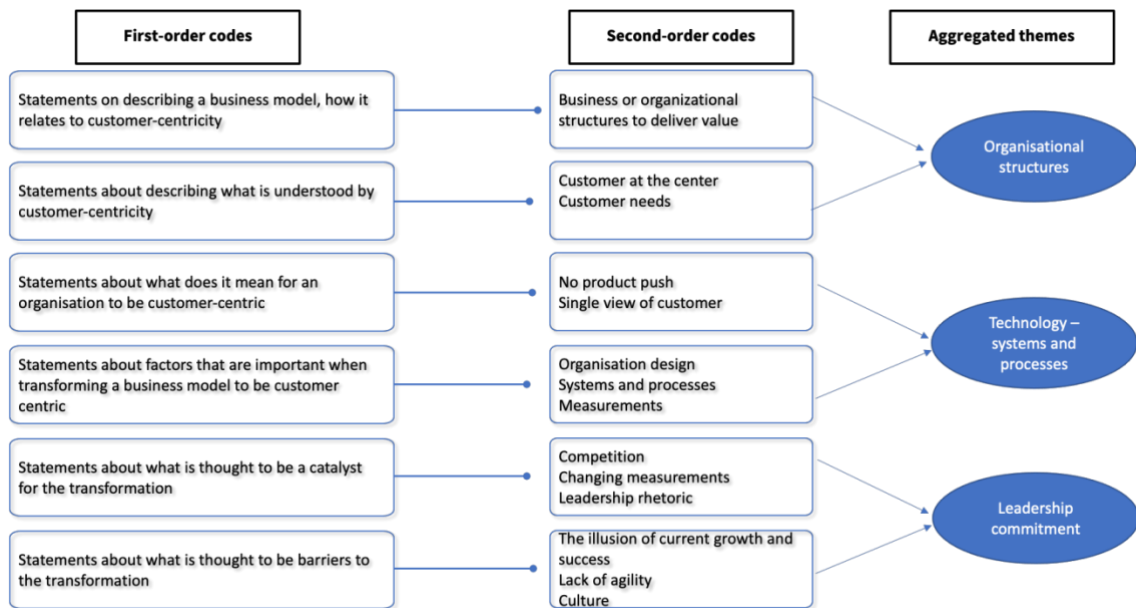 First-order codes
Second-order codes
Aggregated themes
Statements on describing a business model, how it
relates to customer-centricity
Business or organizational
structures to deliver value
Organisational
structures
Statements about describing what is understood by
customer-centricity
Customer at the center
Customer needs
Statements about what does it mean for an
organisation to be customer-centric
No product push
Single view of customer
Technology –
systems and
processes
Statements about factors that are important when
transforming a business model to be customer
centric
Organisation design
Systems and processes
Measurements
Statements about what is thought to be a catalyst
for the transformation
Competition
Changing measurements
Leadership rhetoric
Leadership
commitment
Statements about what is thought to be barriers to
the transformation
The illusion of current growth and
success
Lack of agility
Culture